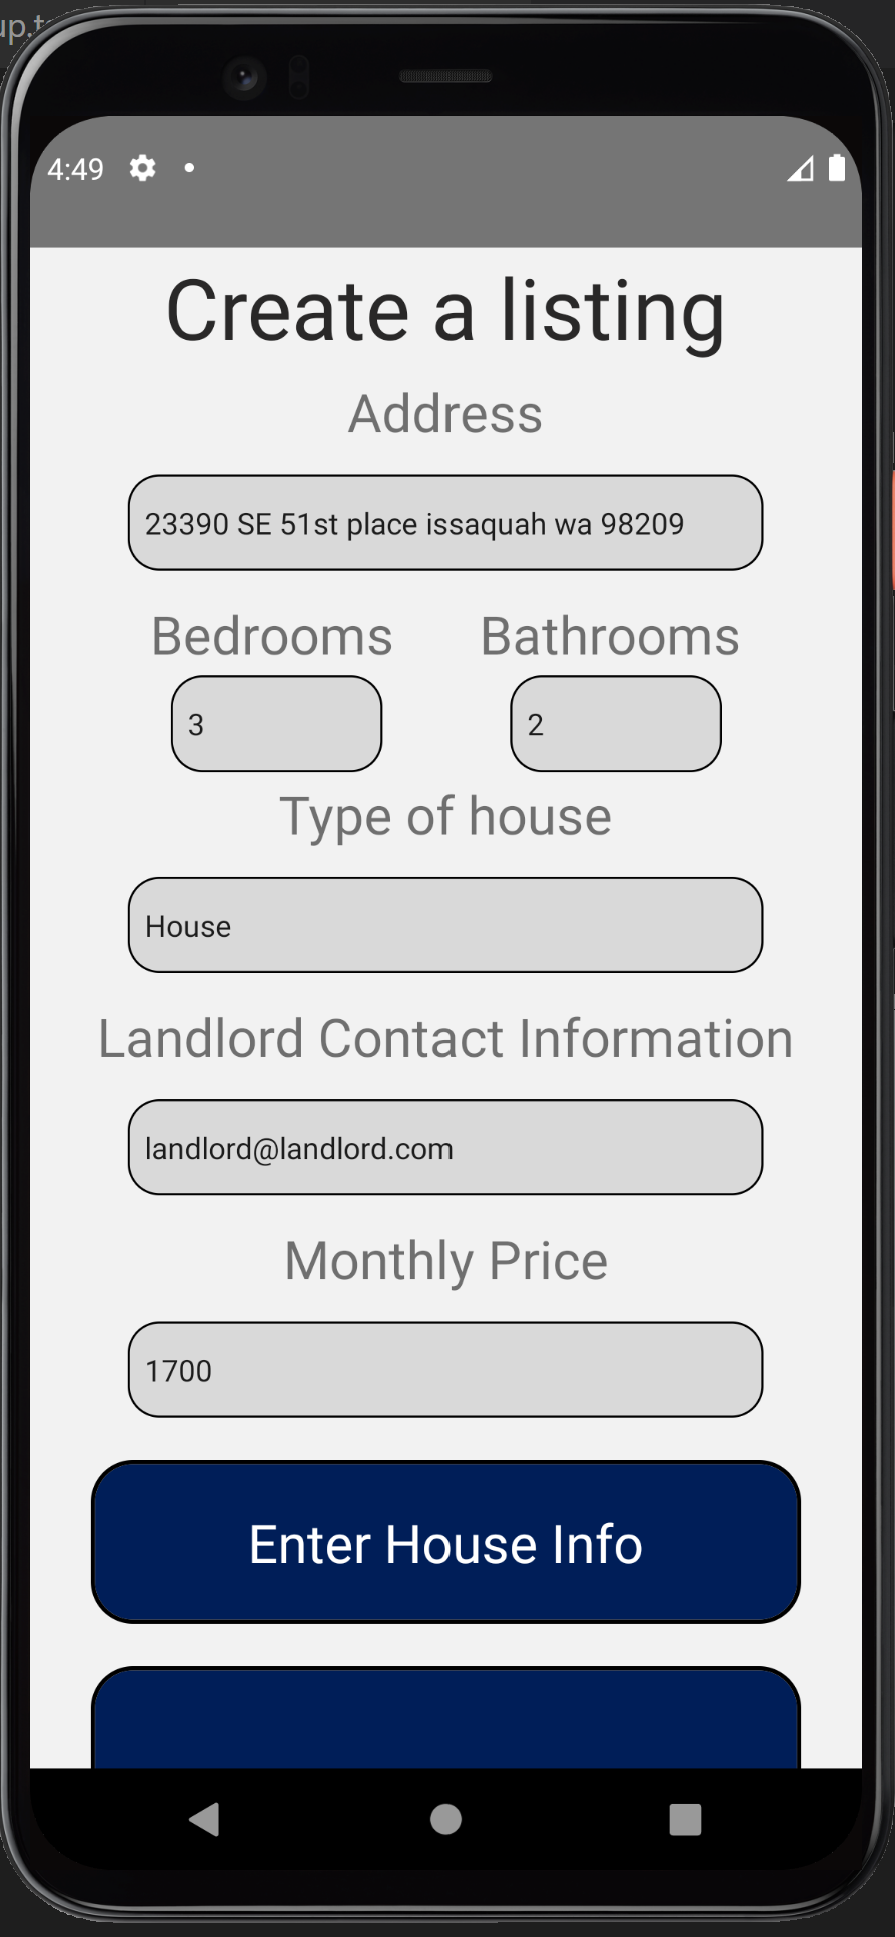 up.t
4:49
Create a listing
Address
23390 SE 51st place issaquah wa 98209
Bedrooms Bathrooms
3 2
Type of house
House
Landlord Contact Information
landlord@landlord.com
Monthly Price
1700
Enter House Info